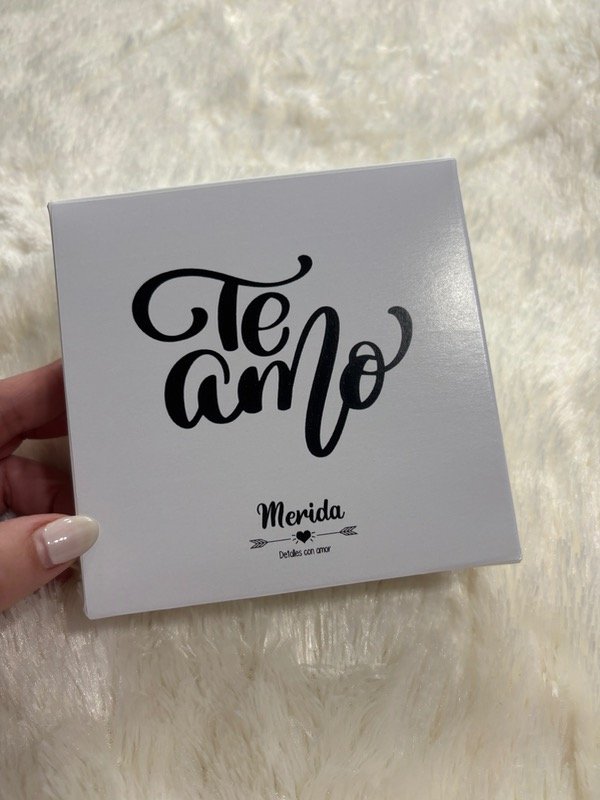 Te
amo
Merida
Detalles con amor